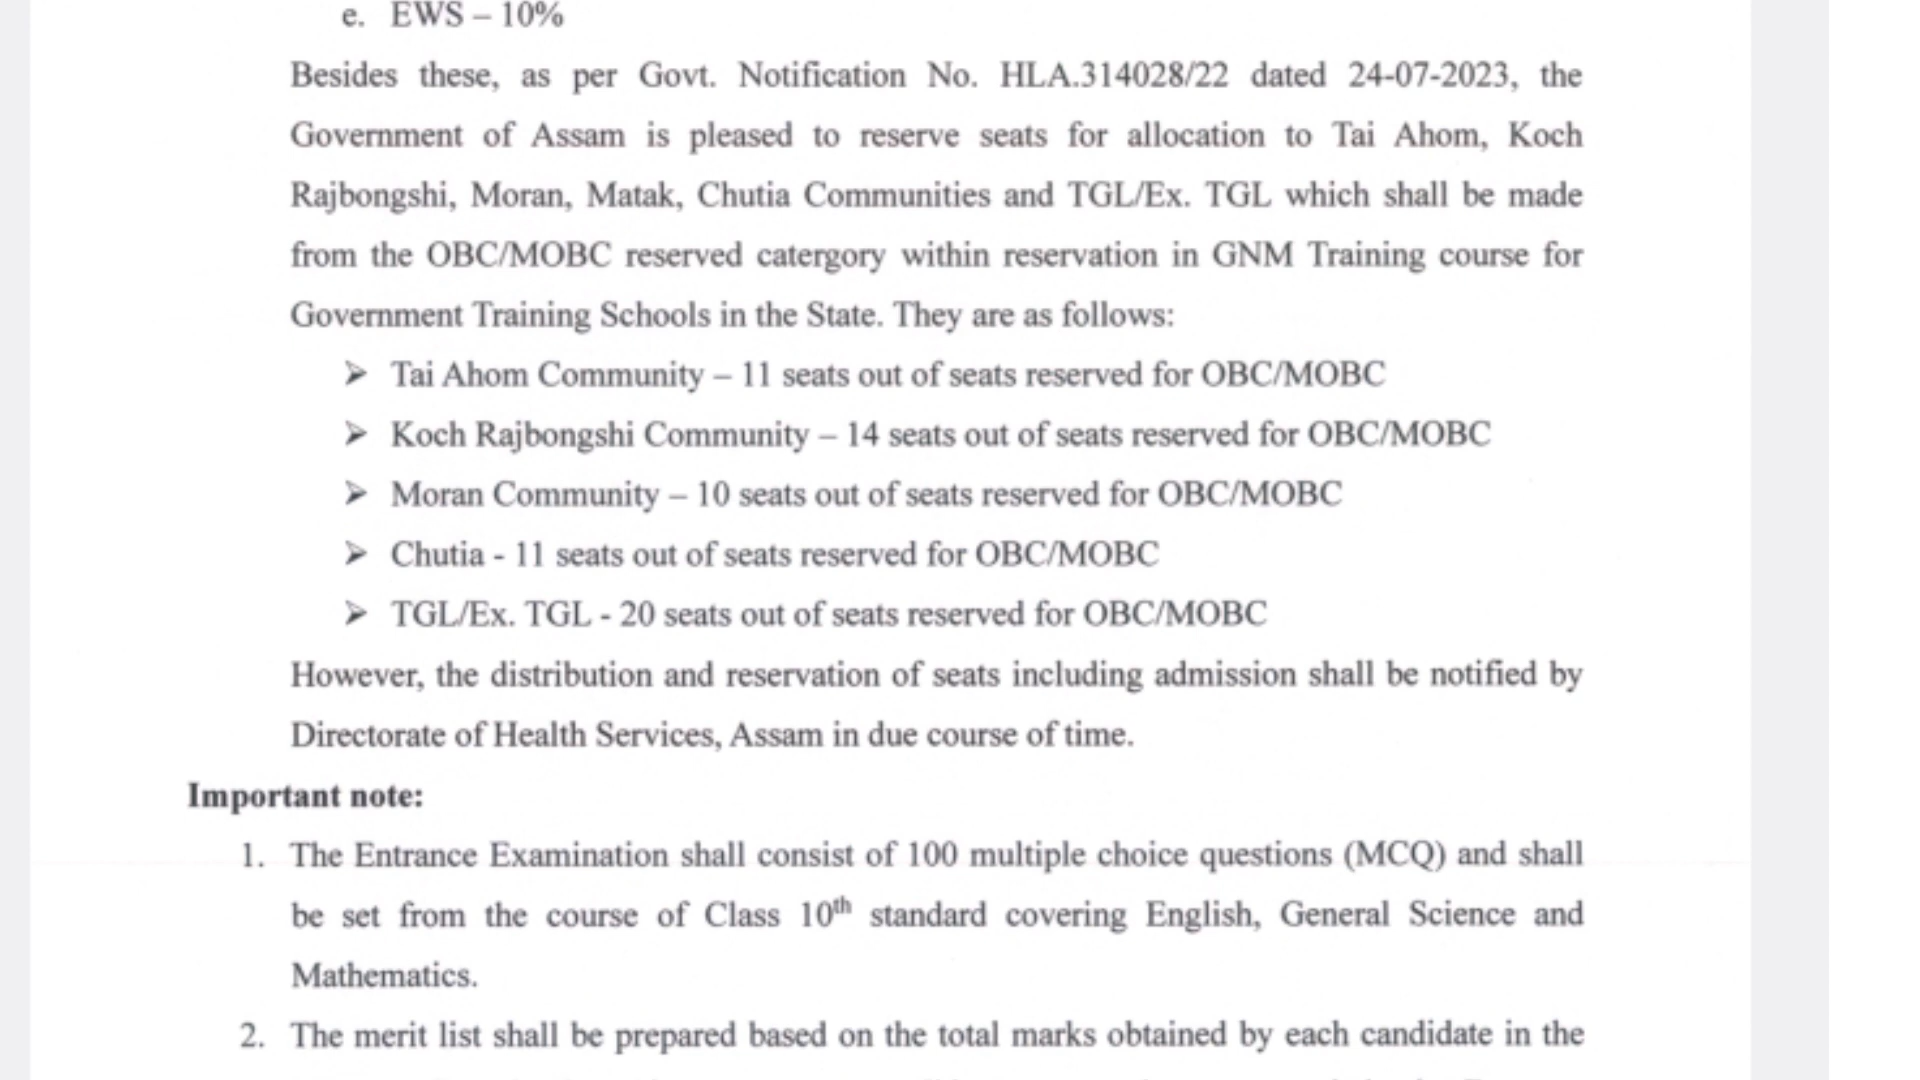 e. EWS – 10%
Besides these, as per Govt. Notification No. HLA.314028/22 dated 24-07-2023, the
Government of Assam is pleased to reserve seats for allocation to Tai Ahom, Koch
Rajbongshi, Moran, Matak, Chutia Communities and TGL/Ex. TGL which shall be made
from the OBC/MOBC reserved catergory within reservation in GNM Training course for
Government Training Schools in the State. They are as follows:
➢ Tai Ahom Community – 11 seats out of seats reserved for OBC/MOBC
➢ Koch Rajbongshi Community – 14 seats out of seats reserved for OBC/MOBC
➢ Moran Community – 10 seats out of seats reserved for OBC/MOBC
➢ Chutia - 11 seats out of seats reserved for OBC/MOBC
➢ TGL/Ex. TGL - 20 seats out of seats reserved for OBC/MOBC
However, the distribution and reservation of seats including admission shall be notified by
Directorate of Health Services, Assam in due course of time.
Important note:
1. The Entrance Examination shall consist of 100 multiple choice questions (MCQ) and shall
be set from the course of Class 10th standard covering English, General Science and
Mathematics.
2. The merit list shall be prepared based on the total marks obtained by each candidate in the